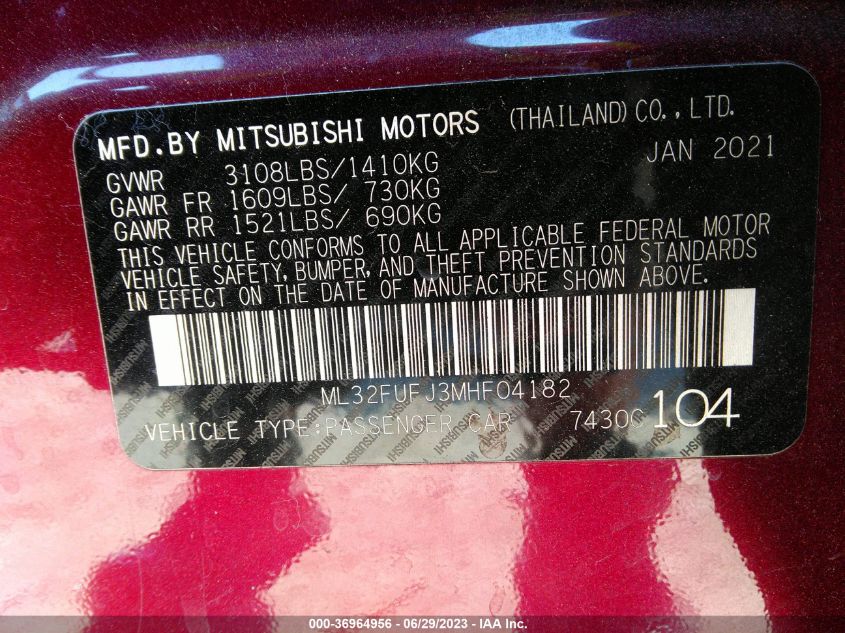 MFD.BY MITSUBISHI MOTORS (THAILAND) CO.,LTD.
GVWR 3108LBS/1410KG JAN 2021
GAWR FR 1609LBS/ 730KG
GAWR RR 1521LBS/ 690KG
THIS VEHICLE CONFORMS TO ALL APPLICABLE FEDERAL MOTOR
VEHICLE SAFETY, BUMPER, AND THEFT PREVENTION STANDARDS
IN EFFECT ON THE DATE OF MANUFACTURE SHOWN ABOVE.
ML32FUFJ3MHF04182
VEHICLE TYPE:PASSENGER CAR 7430G 104
000-36964956 - 06/29/2023 - IAA Inc.